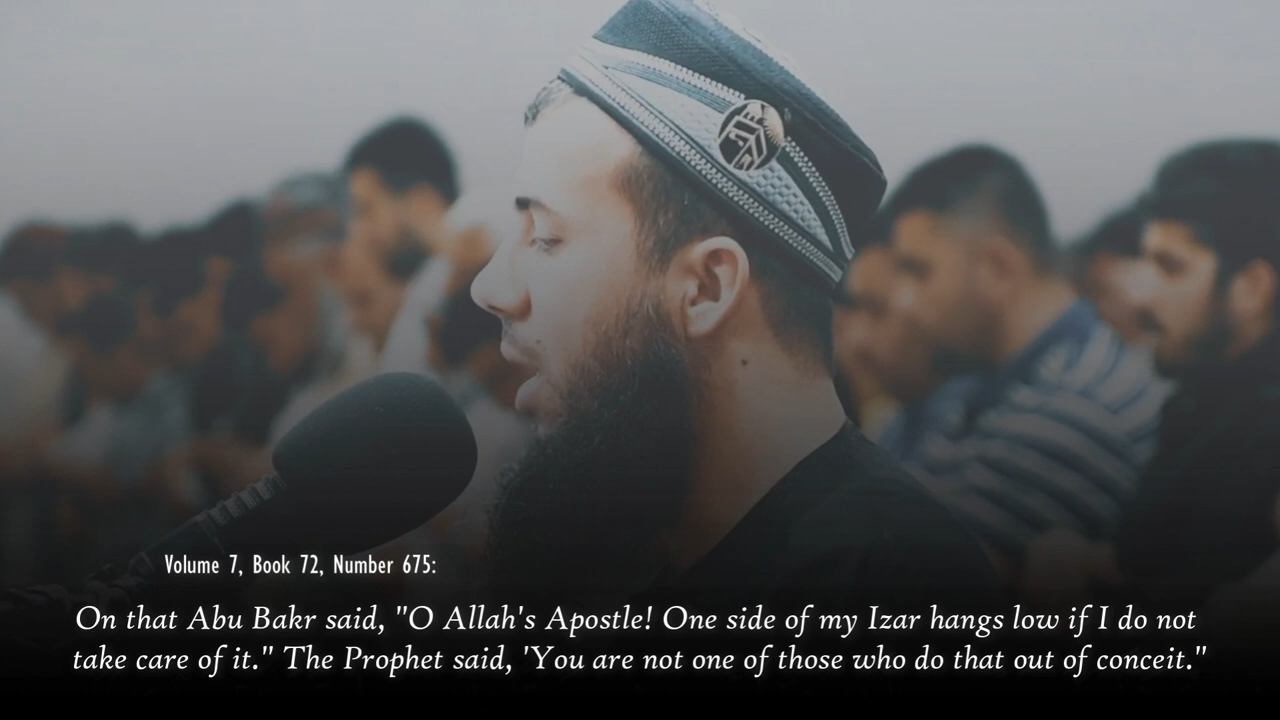 Volume 7, Book 72, Number 675:
On that Abu Bakr said, "O Allah's Apostle! One side of my Izar hangs low if I do not
take care of it." The Prophet said, 'You are not one of those who do that out of conceit."